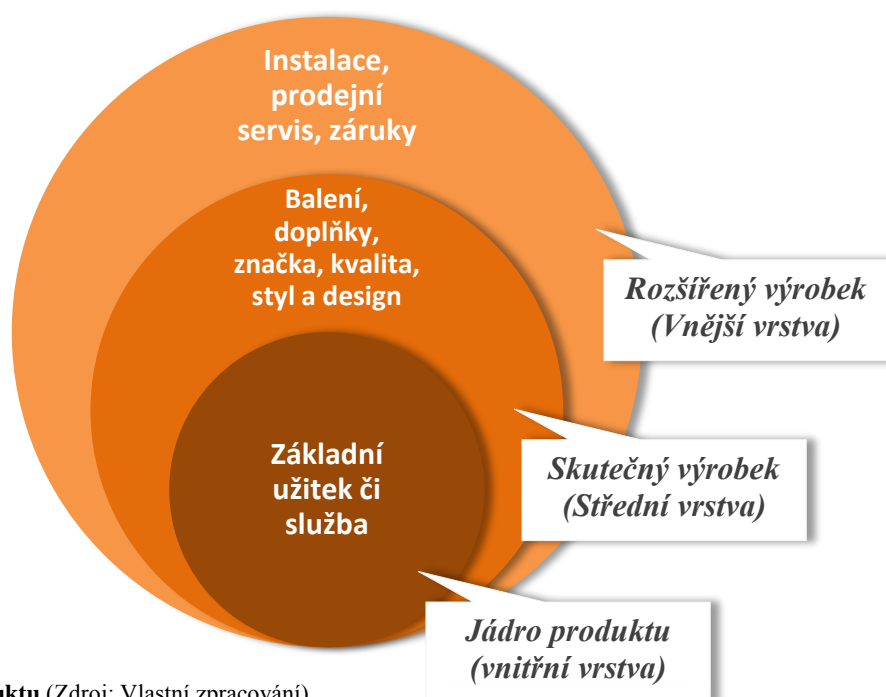 Instalace,
prodejní
servis, záruky
Balení,
doplňky,
značka, kvalita,
styl a design
Rozšířený výrobek
(Vnější vrstva)
Základní
užitek či
služba
Skutečný výrobek
(Střední vrstva)
Jádro produktu
(vnitřní vrstva)
(Zdroj: Vlastní zpracování)